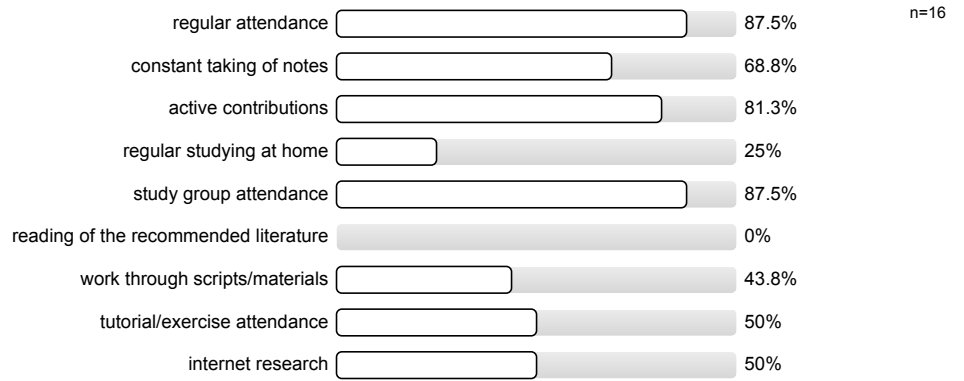 n=16
regular attendance 87.5%
constant taking of notes 68.8%
active contributions 81.3%
regular studying at home 25%
study group attendance 87.5%
reading of the recommended literature 0%
work through scripts/materials 43.8%
tutorial/exercise attendance 50%
internet research 50%